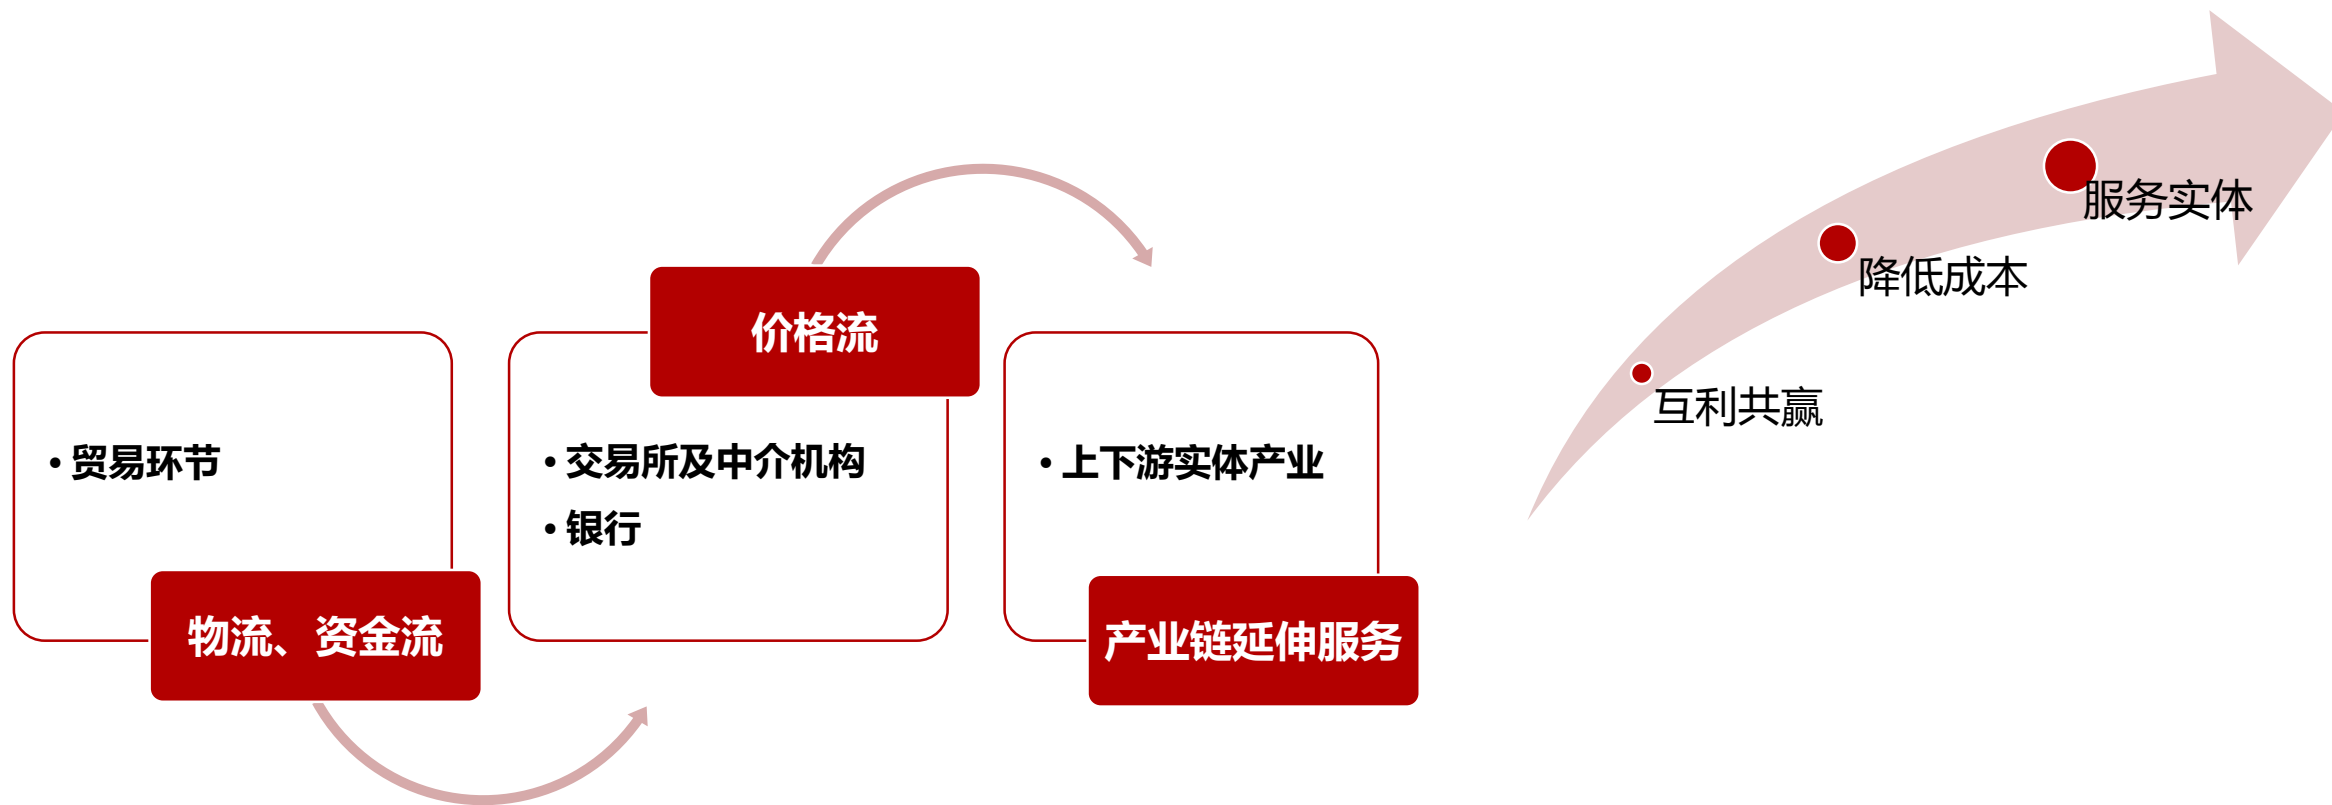 • 贸易环节
物流、资金流
价格流
• 交易所及中介机构
• 银行
• 上下游实体产业
产业链延伸服务
互利共赢
降低成本
服务实体